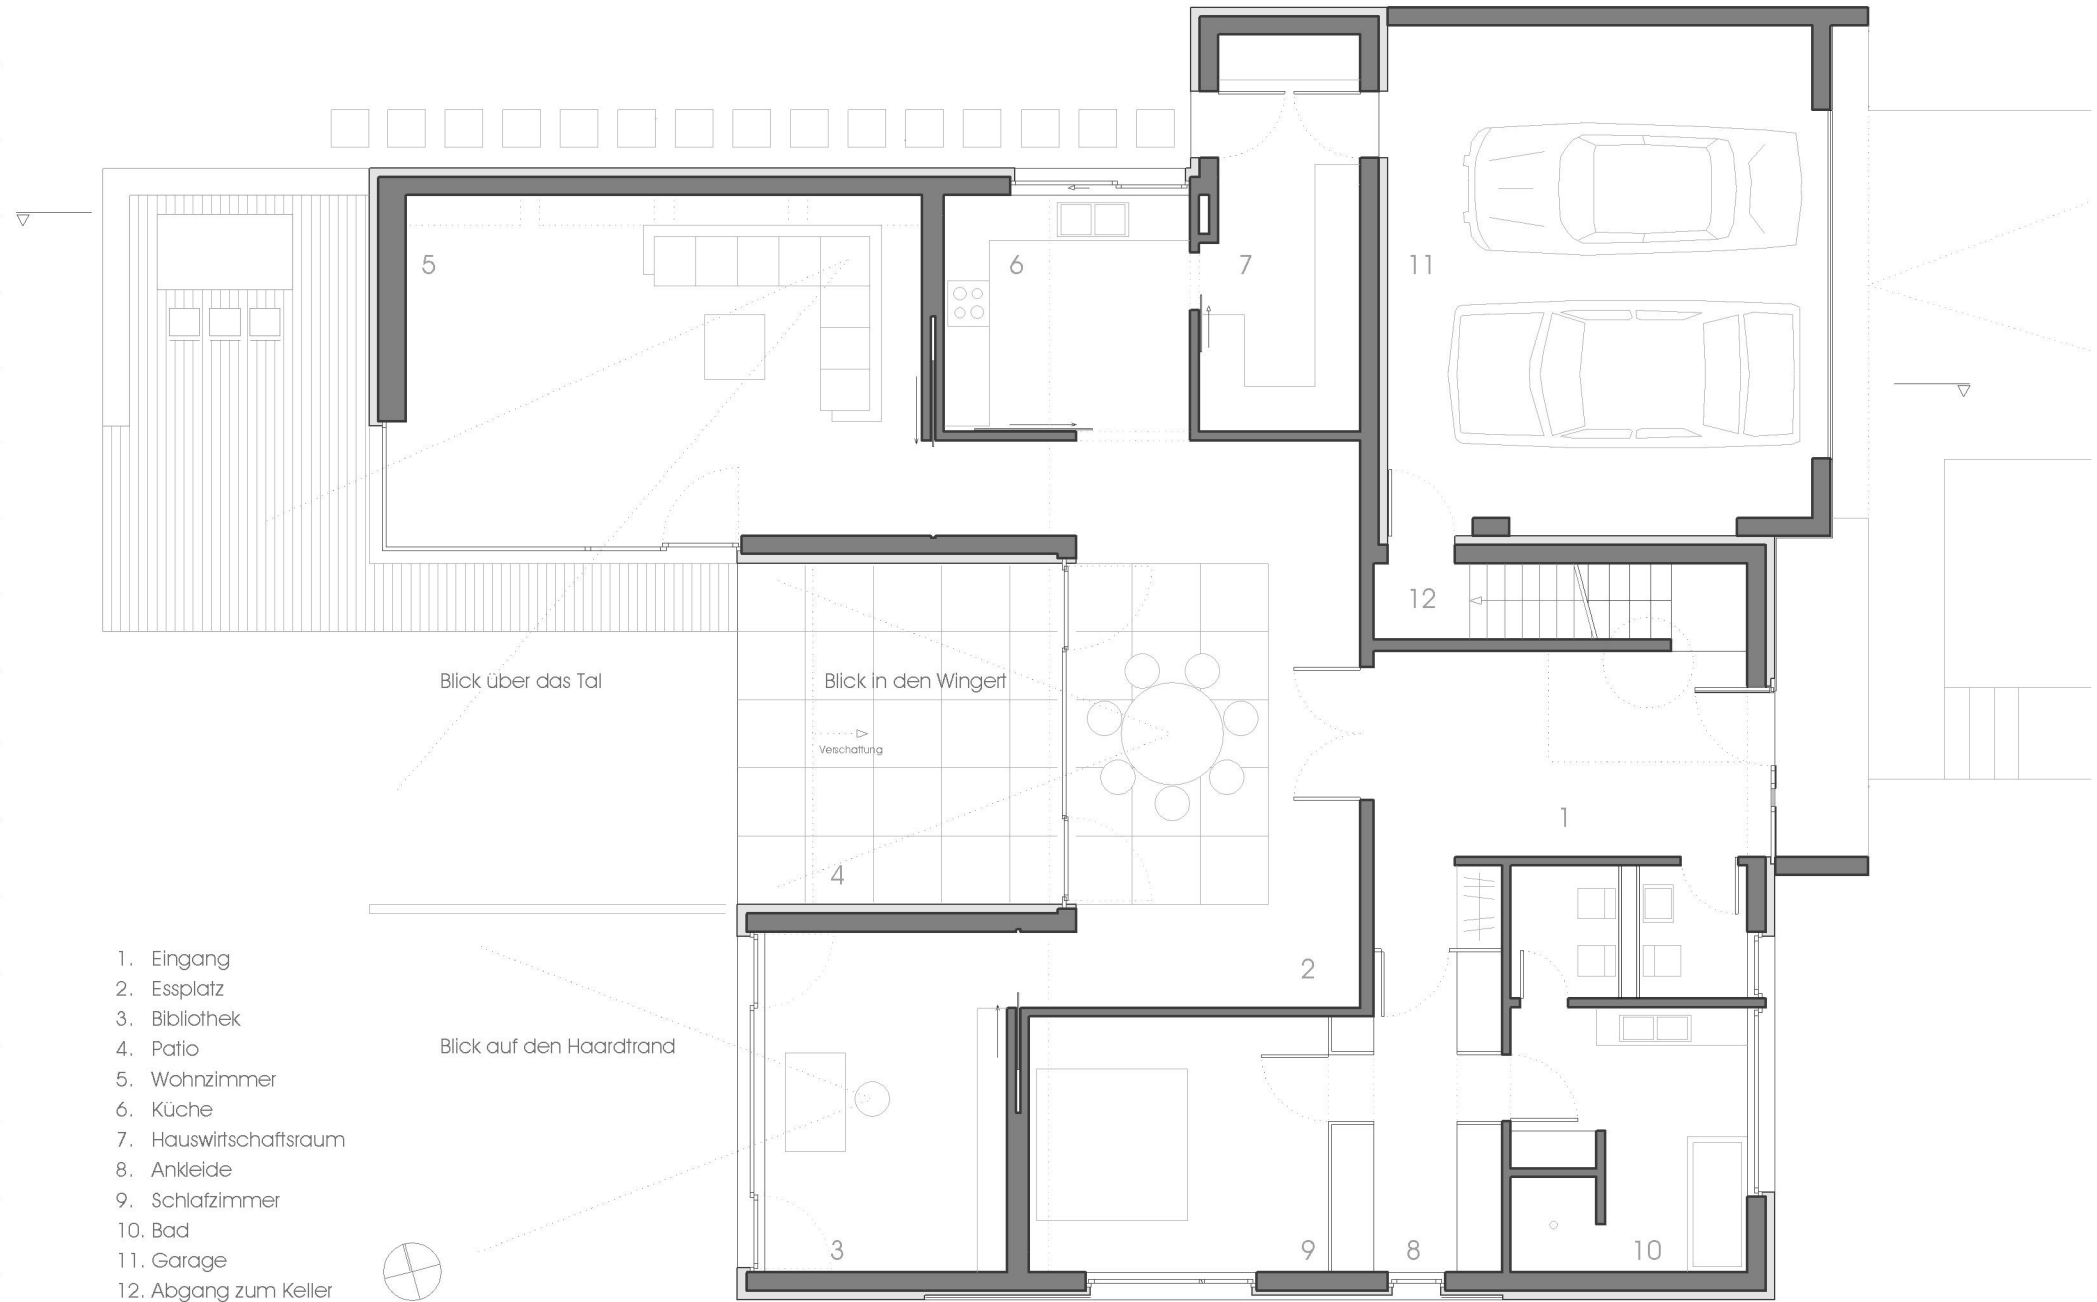 5
6
7
11
12
Blick über das Tal
Blick in den Wingert
Verschattung
1
4
2
Blick auf den Haardtrand
3
9
8
10
1. Eingang
2. Essplatz
3. Bibliothek
4. Patio
5. Wohnzimmer
6. Küche
7. Hauswirtschaftsraum
8. Ankleide
9. Schlafzimmer
10. Bad
11. Garage
12. Abgang zum Keller